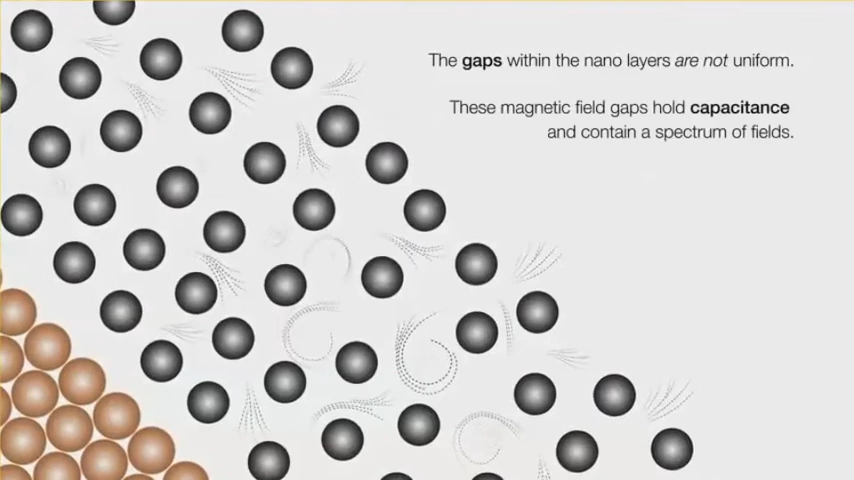 The gaps within the nano layers are not uniform.
These magnetic field gaps hold capacitance
and contain a spectrum of fields.